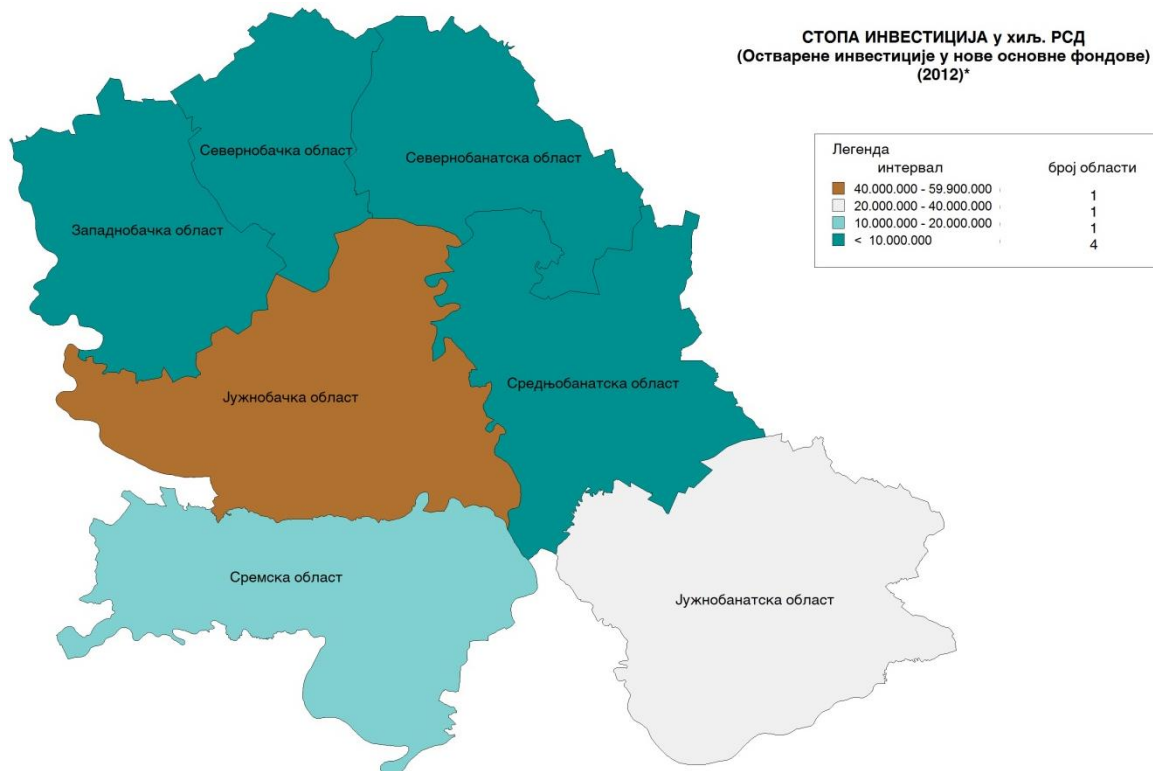 СТОПА ИНВЕСТИЦИЈА у хиљ. РСД
(Остварене инвестиције у нове основне фондове)
(2012)*
Легенда
интервал број области
40.000.000 - 59.900.000 1
20.000.000 - 40.000.000 1
10.000.000 - 20.000.000 1
< 10.000.000 4
Севернобачка област
Севернобанатска област
Западнобачка област
Јужнобачка област
Средњобанатска област
Сремска област
Јужнобанатска област